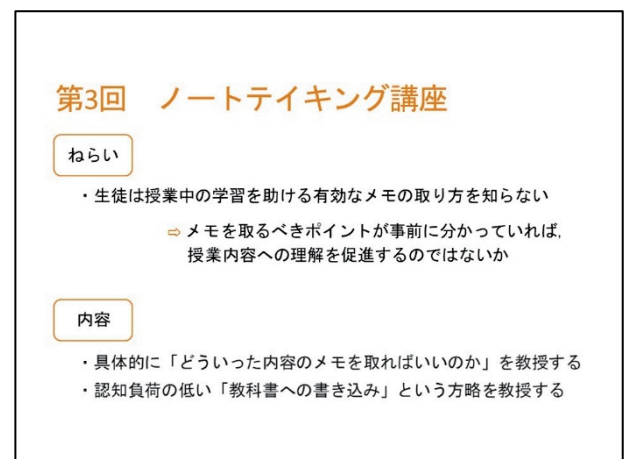 第3回　ノートテイキング講座
ねらい
・生徒は授業中の学習を助ける有効なメモの取り方を知らない
⇨ メモを取るべきポイントが事前に分かっていれば,
授業内容への理解を促進するのではないか
内容
・具体的に「どういった内容のメモを取ればいいのか」を教授する
・認知負荷の低い「教科書への書き込み」という方略を教授する